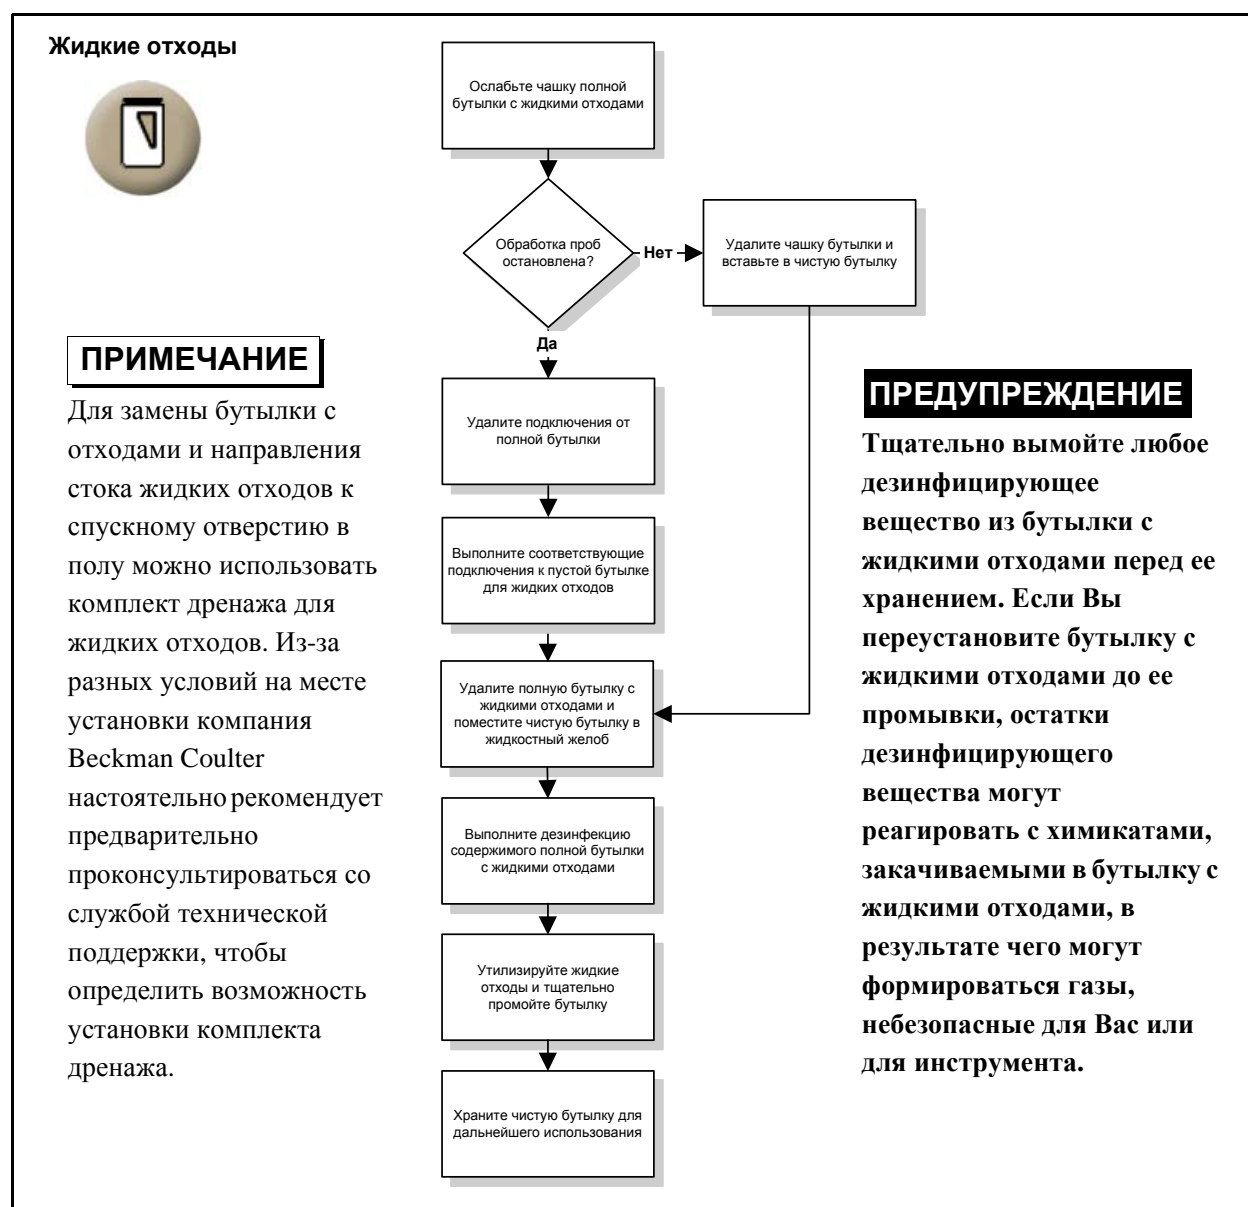 Жидкие отходы
Ослабьте чашку полной
бутылки с жидкими отходами
Обработка проб
остановлена?
Нет
Удалите чашку бутылки и
вставьте в чистую бутылку
Да
Удалите подключения от
полной бутылки
Выполните соответствующие
подключения к пустой бутылке
для жидких отходов
Удалите полную бутылку с
жидкими отходами и
поместите чистую бутылку в
жидкостный желоб
Выполните дезинфекцию
содержимого полной бутылки
с жидкими отходами
Утилизируйте жидкие
отходы и тщательно
промойте бутылку
Храните чистую бутылку для
дальнейшего использования
ПРИМЕЧАНИЕ
Для замены бутылки с
отходами и направления
стока жидких отходов к
спускному отверстию в
полу можно использовать
комплект дренажа для
жидких отходов. Из-за
разных условий на месте
установки компания
Beckman Coulter
настоятельно рекомендует
предварительно
проконсультироваться со
службой технической
поддержки, чтобы
определить возможность
установки комплекта
дренажа.
ПРЕДУПРЕЖДЕНИЕ
Тщательно вымойте любое
дезинфицирующее
вещество из бутылки с
жидкими отходами перед ее
хранением. Если Вы
переустановите бутылку с
жидкими отходами до ее
промывки, остатки
дезинфицирующего
вещества могут
реагировать с химикатами,
закачиваемыми в бутылку с
жидкими отходами, в
результате чего могут
формироваться газы,
небезопасные для Вас или
для инструмента.